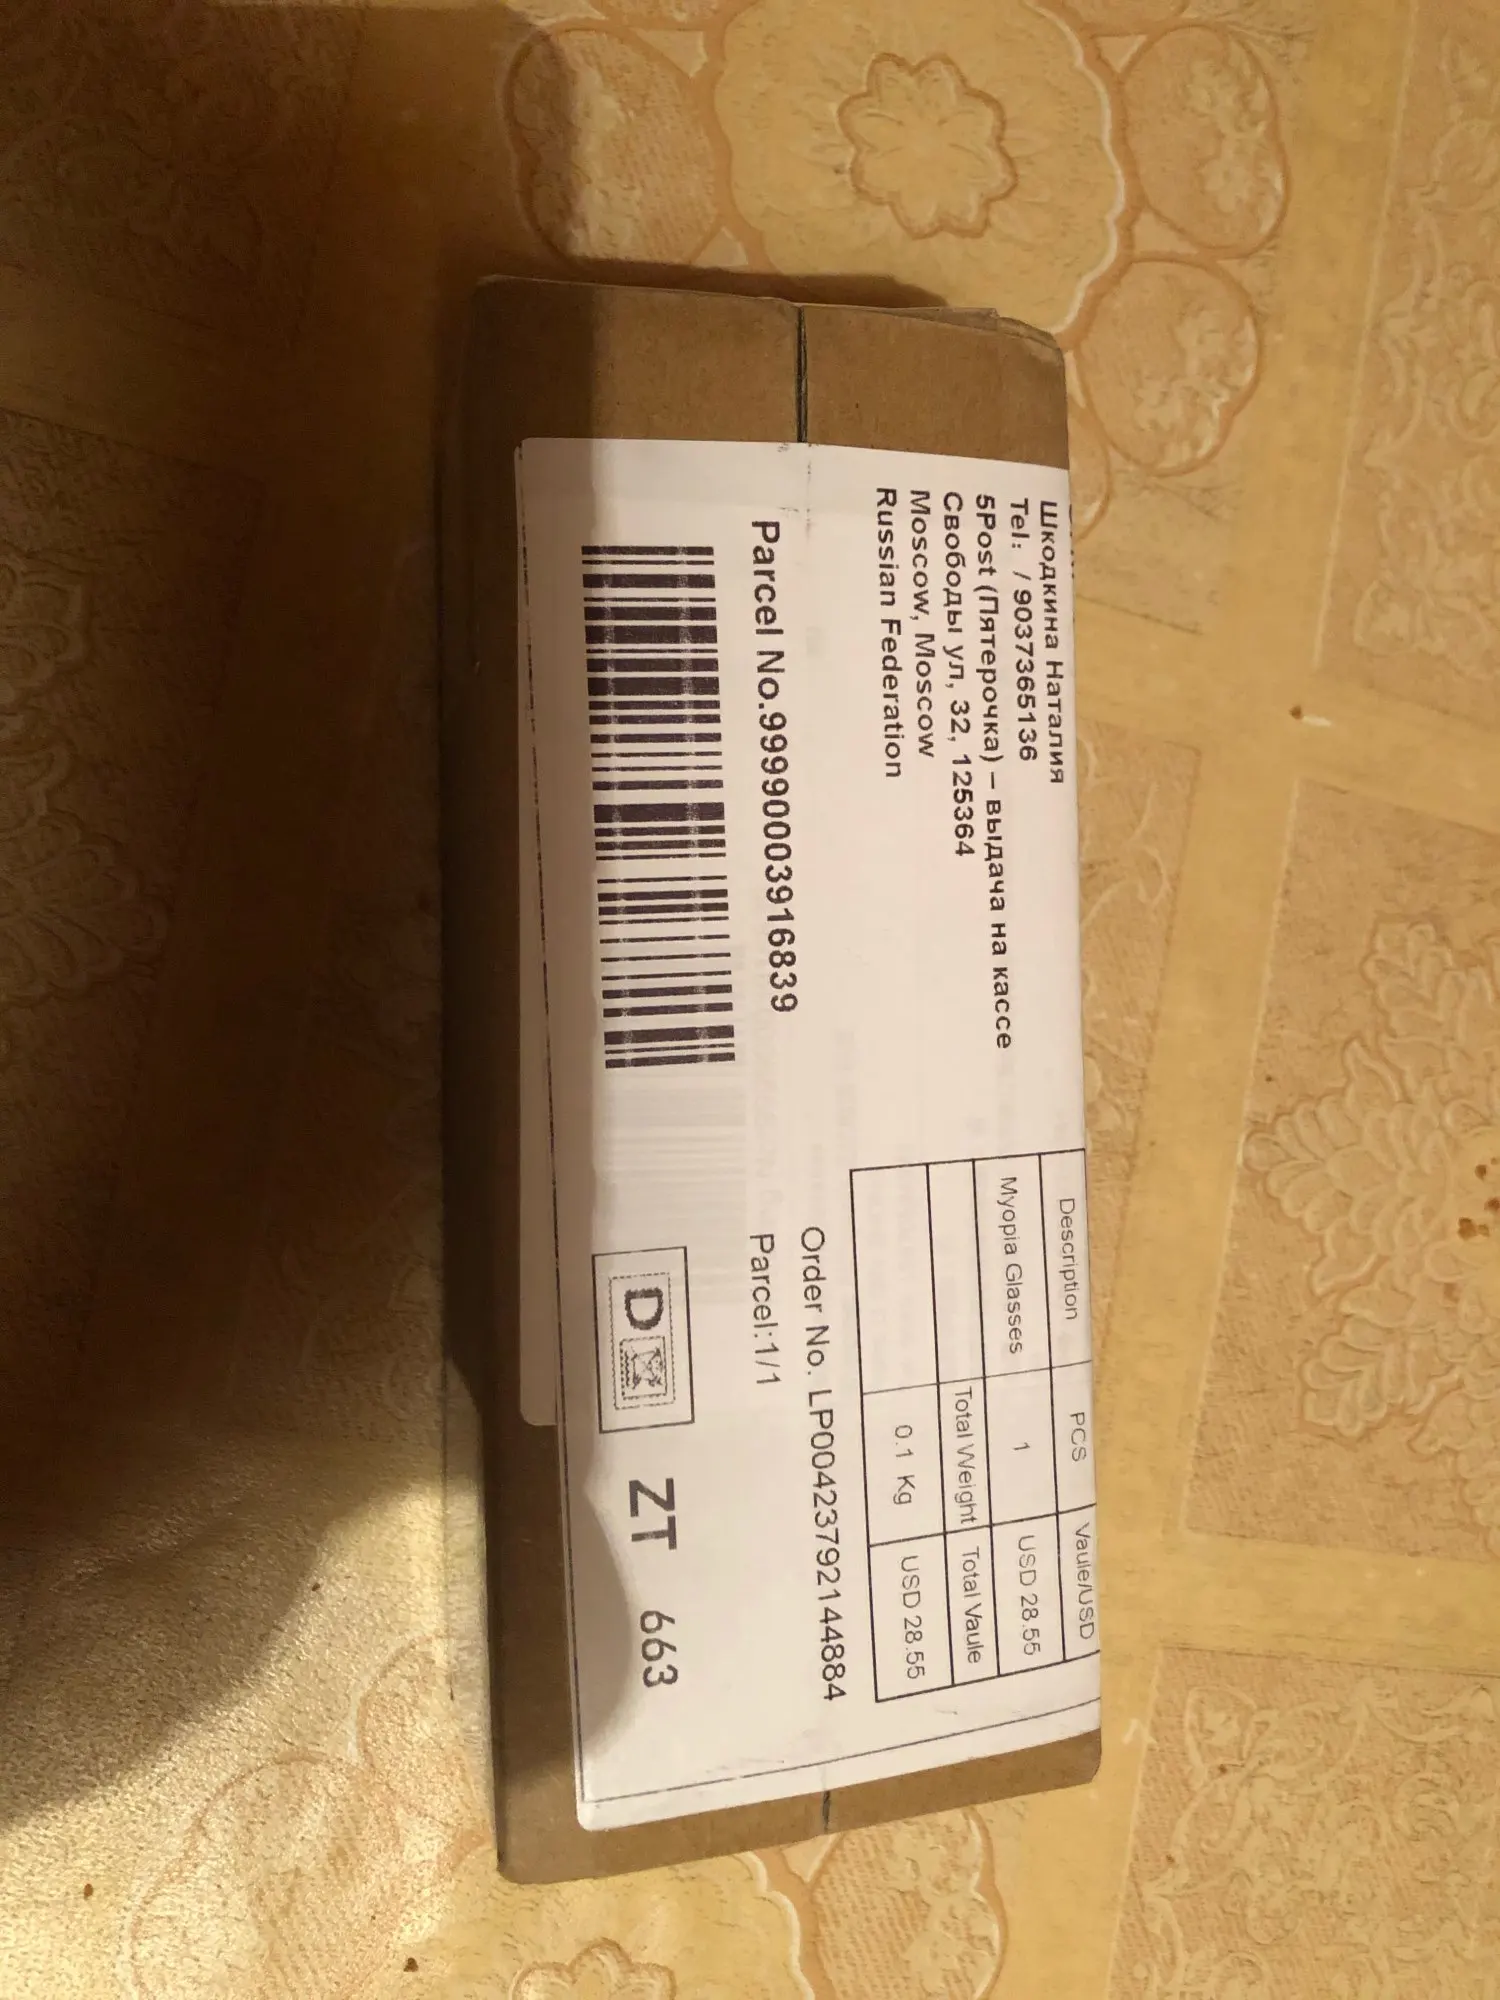 Шкодкина Наталия
Tel: / 9037365136
5Post (Пятерочка) – выдача на кассе
Свободы ул, 32, 125364
Moscow, Moscow
Russian Federation
Description PCS Vaule/USD
Myopia Glasses 1 USD 28.55
Total Weight Total Vaule
0.1 Kg USD 28.55
Order No. LP00423792144884
Parcel No.99990003916839
Parcel:1/1
D ZT 663